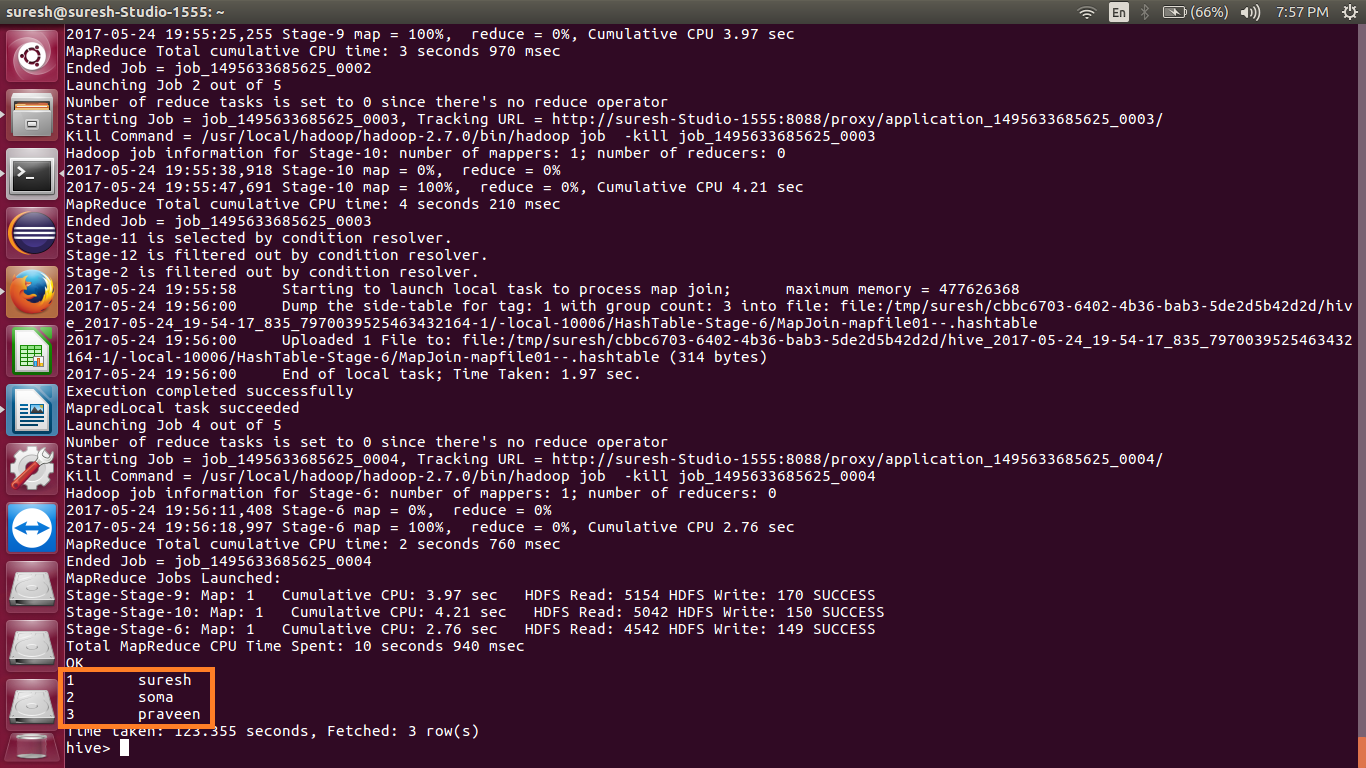 suresh@suresh-Studio-1555: ~
En
(66%)
7:57 PM
2017-05-24 19:55:25,255 Stage-9 map = 100%,  reduce = 0%, Cumulative CPU 3.97 sec
MapReduce Total cumulative CPU time: 3 seconds 970 msec
Ended Job = job_1495633685625_0002
Launching Job 2 out of 5
Number of reduce tasks is set to 0 since there's no reduce operator
Starting Job = job_1495633685625_0003, Tracking URL = http://suresh-Studio-1555:8088/proxy/application_1495633685625_0003/
Kill Command = /usr/local/hadoop/hadoop-2.7.0/bin/hadoop job  -kill job_1495633685625_0003
Hadoop job information for Stage-10: number of mappers: 1; number of reducers: 0
2017-05-24 19:55:38,918 Stage-10 map = 0%,  reduce = 0%
2017-05-24 19:55:47,691 Stage-10 map = 100%,  reduce = 0%, Cumulative CPU 4.21 sec
MapReduce Total cumulative CPU time: 4 seconds 210 msec
Ended Job = job_1495633685625_0003
Stage-11 is selected by condition resolver.
Stage-12 is filtered out by condition resolver.
Stage-2 is filtered out by condition resolver.
2017-05-24 19:55:58     Starting to launch local task to process map join;      maximum memory = 477626368
2017-05-24 19:56:00     Dump the side-table for tag: 1 with group count: 3 into file: file:/tmp/suresh/cbbc6703-6402-4b36-bab3-5de2d5b42d2d/hiv
e_2017-05-24_19-54-17_835_7970039525463432164-1/-local-10006/HashTable-Stage-6/MapJoin-mapfile01--.hashtable
2017-05-24 19:56:00     Uploaded 1 File to: file:/tmp/suresh/cbbc6703-6402-4b36-bab3-5de2d5b42d2d/hive_2017-05-24_19-54-17_835_7970039525463432
164-1/-local-10006/HashTable-Stage-6/MapJoin-mapfile01--.hashtable (314 bytes)
2017-05-24 19:56:00     End of local task; Time Taken: 1.97 sec.
Execution completed successfully
MapredLocal task succeeded
Launching Job 4 out of 5
Number of reduce tasks is set to 0 since there's no reduce operator
Starting Job = job_1495633685625_0004, Tracking URL = http://suresh-Studio-1555:8088/proxy/application_1495633685625_0004/
Kill Command = /usr/local/hadoop/hadoop-2.7.0/bin/hadoop job  -kill job_1495633685625_0004
Hadoop job information for Stage-6: number of mappers: 1; number of reducers: 0
2017-05-24 19:56:11,408 Stage-6 map = 0%,  reduce = 0%
2017-05-24 19:56:18,997 Stage-6 map = 100%,  reduce = 0%, Cumulative CPU 2.76 sec
MapReduce Total cumulative CPU time: 2 seconds 760 msec
Ended Job = job_1495633685625_0004
MapReduce Jobs Launched:
Stage-Stage-9: Map: 1   Cumulative CPU: 3.97 sec   HDFS Read: 5154 HDFS Write: 170 SUCCESS
Stage-Stage-10: Map: 1   Cumulative CPU: 4.21 sec   HDFS Read: 5042 HDFS Write: 150 SUCCESS
Stage-Stage-6: Map: 1   Cumulative CPU: 2.76 sec   HDFS Read: 4542 HDFS Write: 149 SUCCESS
Total MapReduce CPU Time Spent: 10 seconds 940 msec
OK
1       suresh
2       soma
3       praveen
Time taken: 123.355 seconds, Fetched: 3 row(s)
hive>